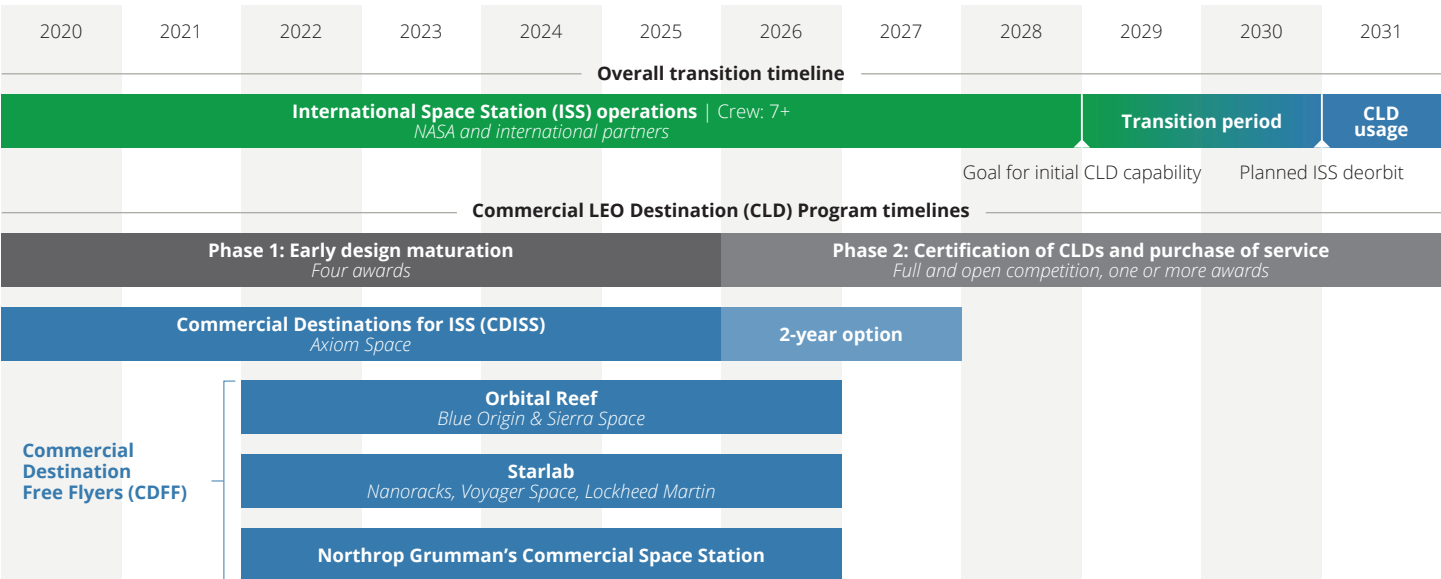 2020 2021 2022 2023 2024 2025 2026 2027 2028 2029 2030 2031
Overall transition timeline
International Space Station (ISS) operations | Crew: 7+
NASA and international partners
Transition period
CLD
usage
Goal for initial CLD capability
Planned ISS deorbit
Commercial LEO Destination (CLD) Program timelines
Phase 1: Early design maturation
Four awards
Phase 2: Certification of CLDs and purchase of service
Full and open competition, one or more awards
Commercial Destinations for ISS (CDISS)
Axiom Space
2-year option
Commercial
Destination
Free Flyers (CDFF)
Orbital Reef
Blue Origin & Sierra Space
Starlab
Nanoracks, Voyager Space, Lockheed Martin
Northrop Grumman’s Commercial Space Station